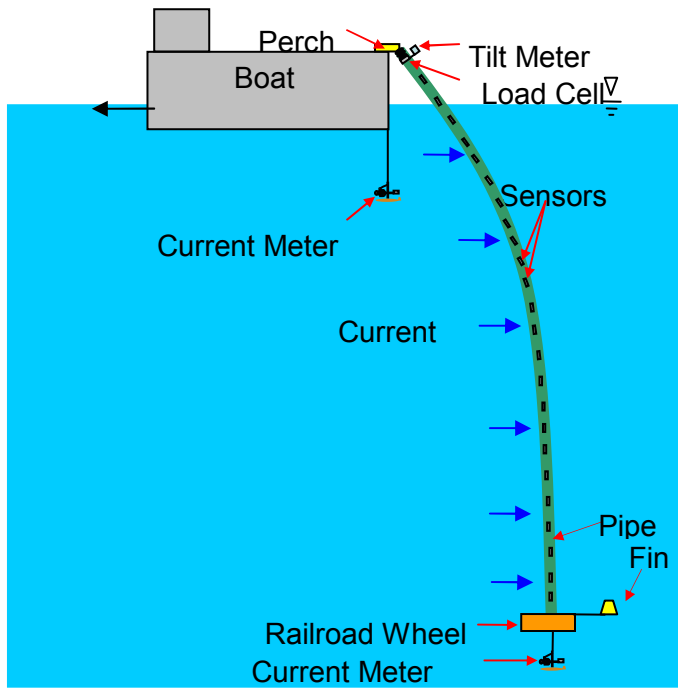 Perch
Tilt Meter
Boat
Load Cell
Sensors
Current Meter
Current
Pipe
Fin
Railroad Wheel
Current Meter